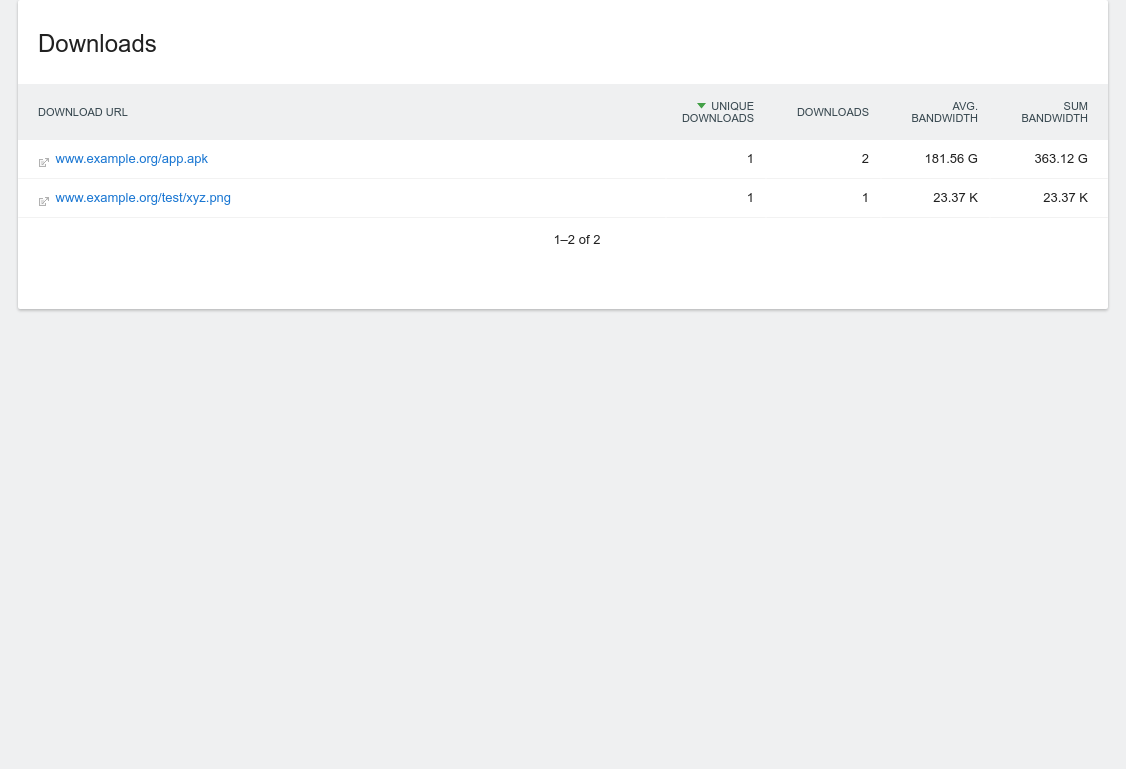 Downloads
DOWNLOAD URL
UNIQUE
DOWNLOADS
DOWNLOADS
AVG.
BANDWIDTH
SUM
BANDWIDTH
www.example.org/app.apk 1 2 181.56 G 363.12 G
www.example.org/test/xyz.png 1 1 23.37 K 23.37 K
1–2 of 2